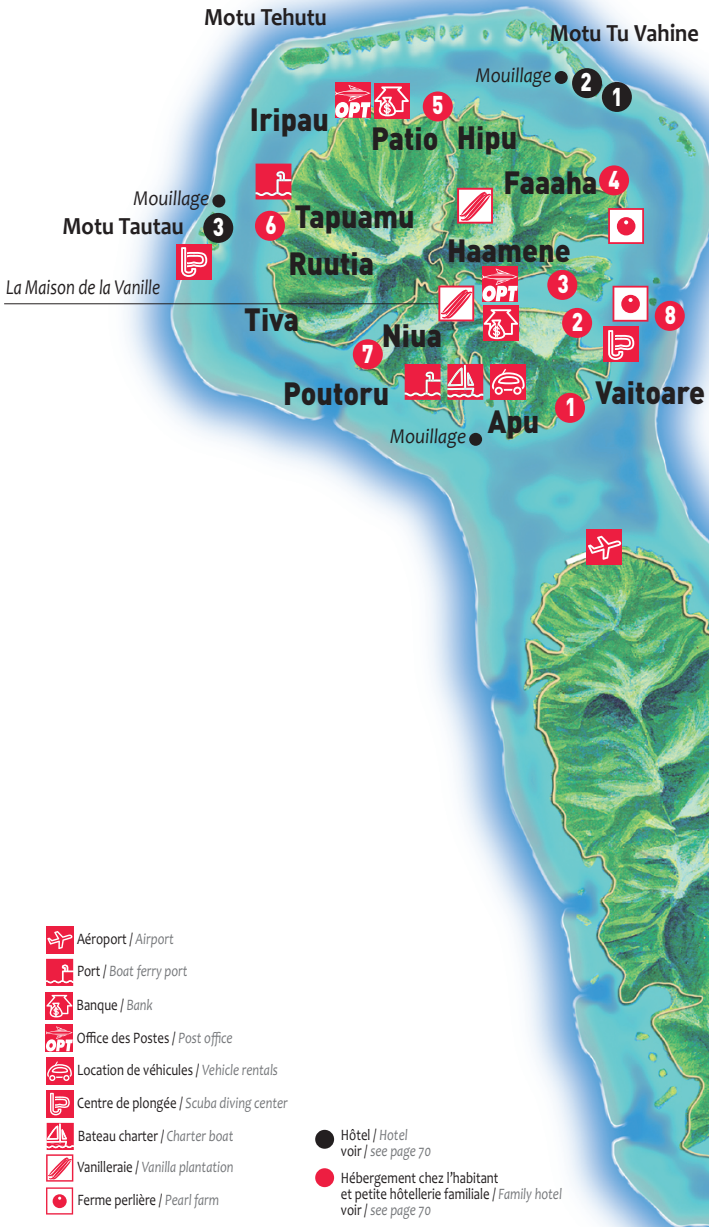 Motu Tehutu
Motu Tu Vahine
Mouillage
2
1
OPT
5
Iripau
Patio
Hipu
Faaaha
4
Mouillage
Motu Tautau
3
6
Tapuamu
Haamene
Ruutia
La Maison de la Vanille
OPT
3
Tiva
2
8
Niua
7
Poutoru
Vaitoare
Apu
1
Mouillage
Aéroport / Airport
Port / Boat ferry port
Banque / Bank
OPT
Office des Postes / Post office
Location de véhicules / Vehicle rentals
Centre de plongée / Scuba diving center
Bateau charter / Charter boat
Vanilleraie / Vanilla plantation
Ferme perlière / Pearl farm
Hôtel / Hotel
voir / see page 70
Hébergement chez l'habitant
et petite hôtellerie familiale / Family hotel
voir / see page 70